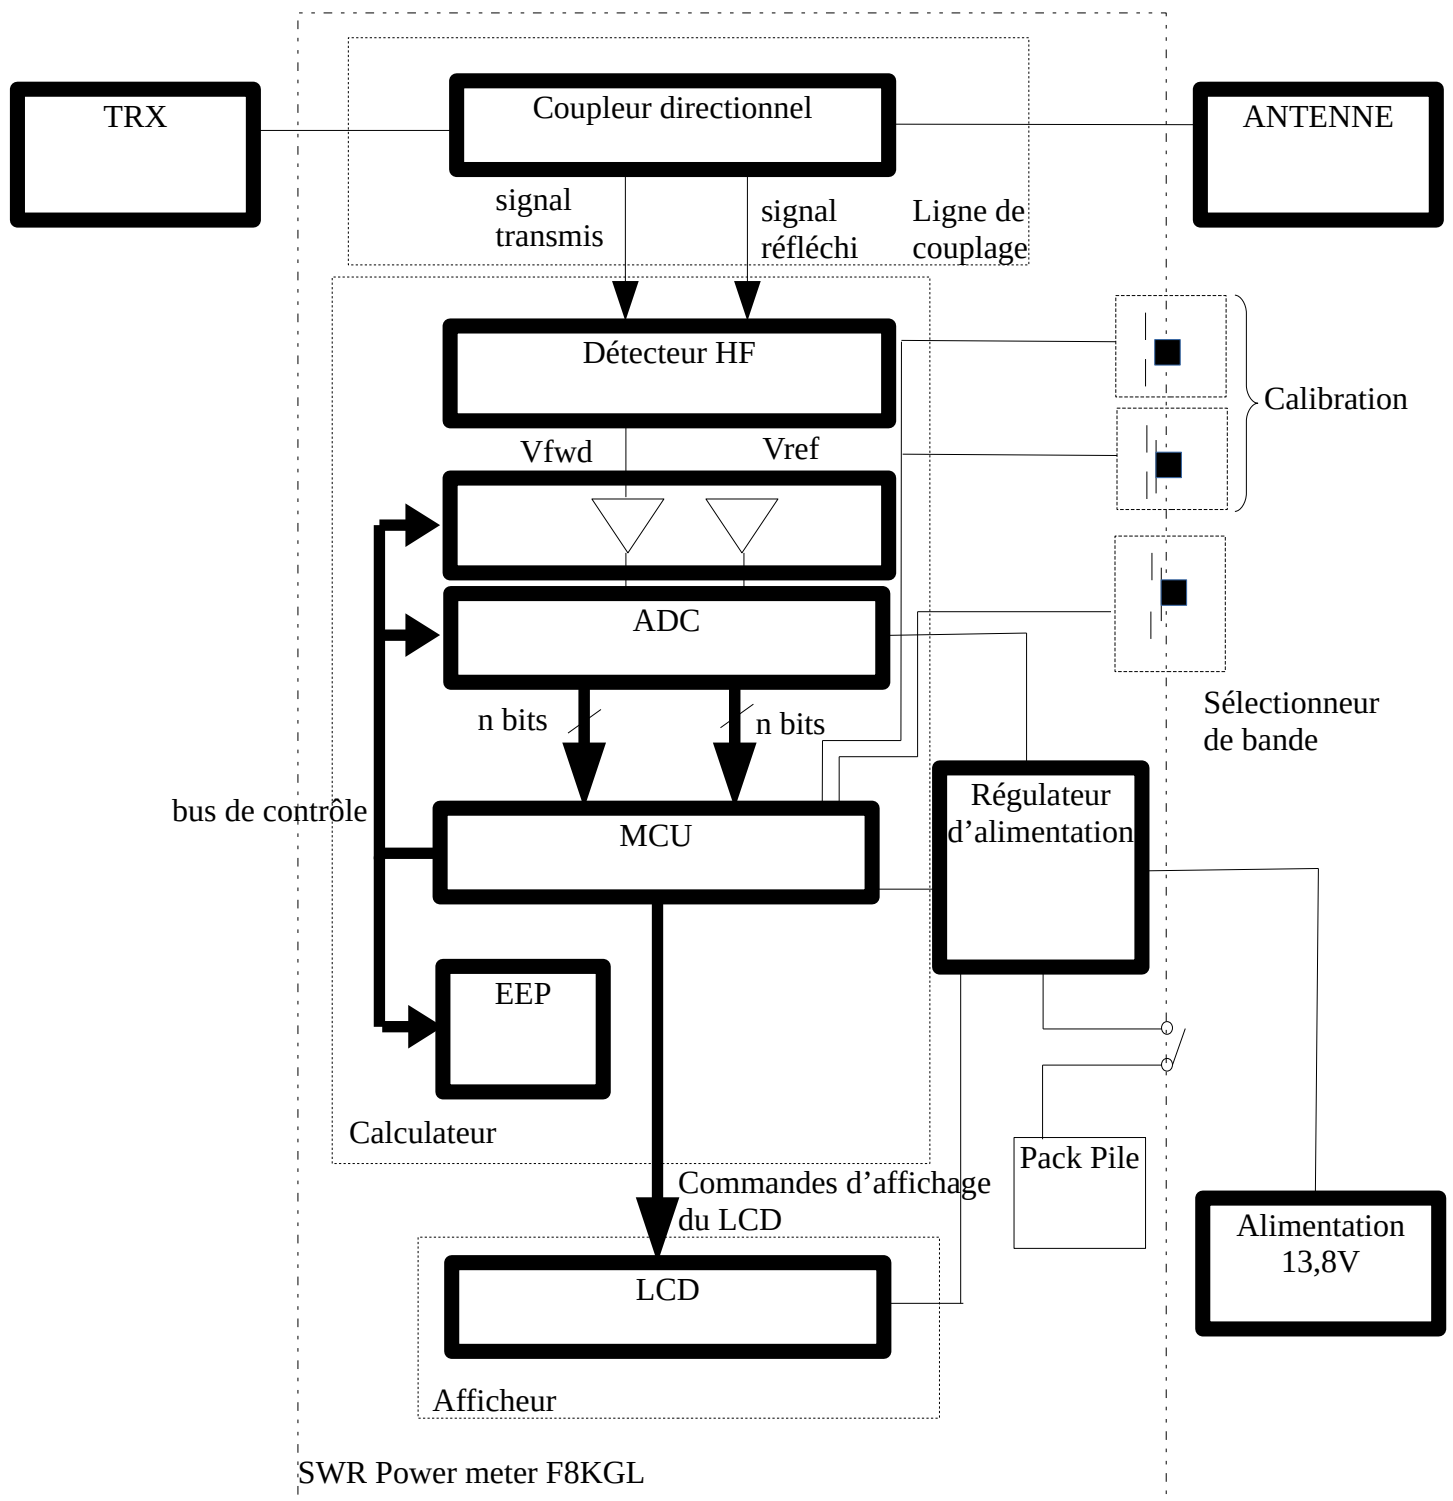 TRX
Coupleur directionnel
ANTENNE
signal
transmis
signal
réfléchi
Ligne de
couplage
Détecteur HF
Calibration
Vfwd
Vref
ADC
Sélectionneur
de bande
n bits
n bits
bus de contrôle
MCU
Régulateur
d’alimentation
EEP
Calculateur
Pack Pile
Commandes d’affichage
du LCD
Alimentation
13,8V
LCD
Afficheur
SWR Power meter F8KGL